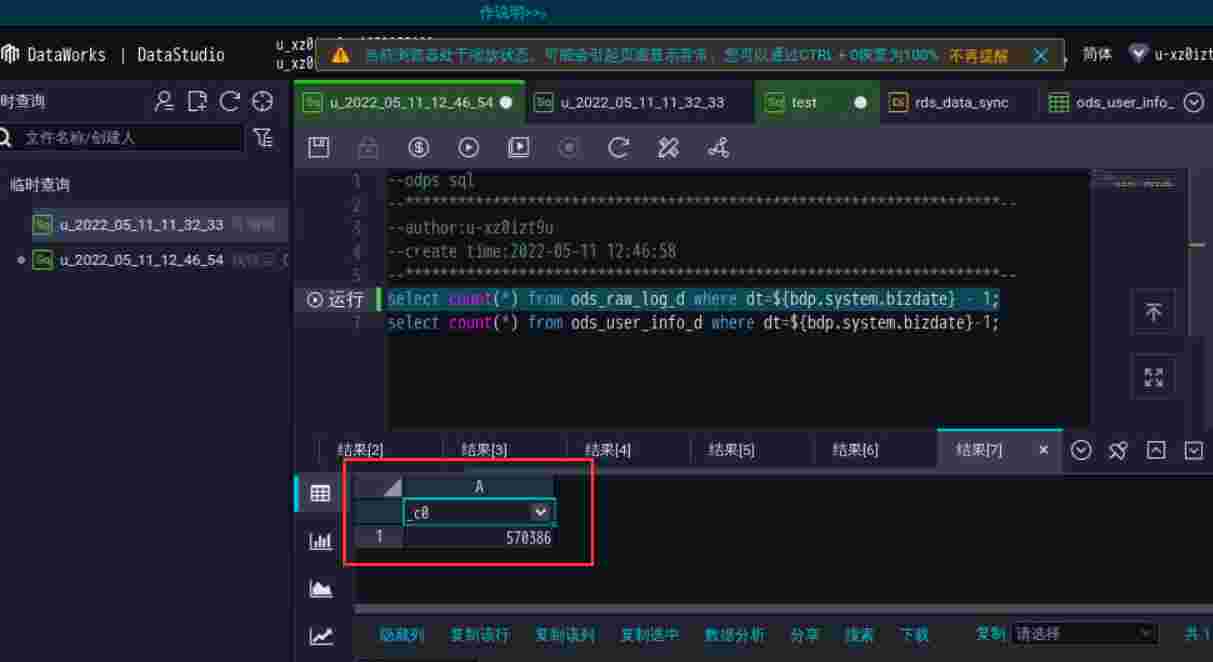 作说明>>。
DataWorks | DataStudio
u_xz0i
u_xz0
当前浏览器处于缩放状态，可能会引起页面显示异常，您可以通过CTRL + 0恢复为100% 不再提醒
简体
u-xz0izt
时查询
u_2022_05_11_12_46_54
u_2022_05_11_11_32_33
test
rds_data_sync
ods_user_info_
文件名称/创建人
临时查询
u_2022_05_11_11_32_33
u_2022_05_11_12_46_54
1 --odps sql
2 --********************************************************************--
3 --author:u-xz0izt9u
4 --create time:2022-05-11 12:46:58
5 --********************************************************************--
运行 select count(*) from ods_raw_log_d where dt=${bdp.system.bizdate} - 1;
7 select count(*) from ods_user_info_d where dt=${bdp.system.bizdate}-1;
结果[2] 结果[3] 结果[4] 结果[5] 结果[6] 结果[7]
A
_c0
1 570386
隐藏列 复制该行 复制该列 复制选中 数据分析 分享 搜索 下载 复制 请选择 共 1